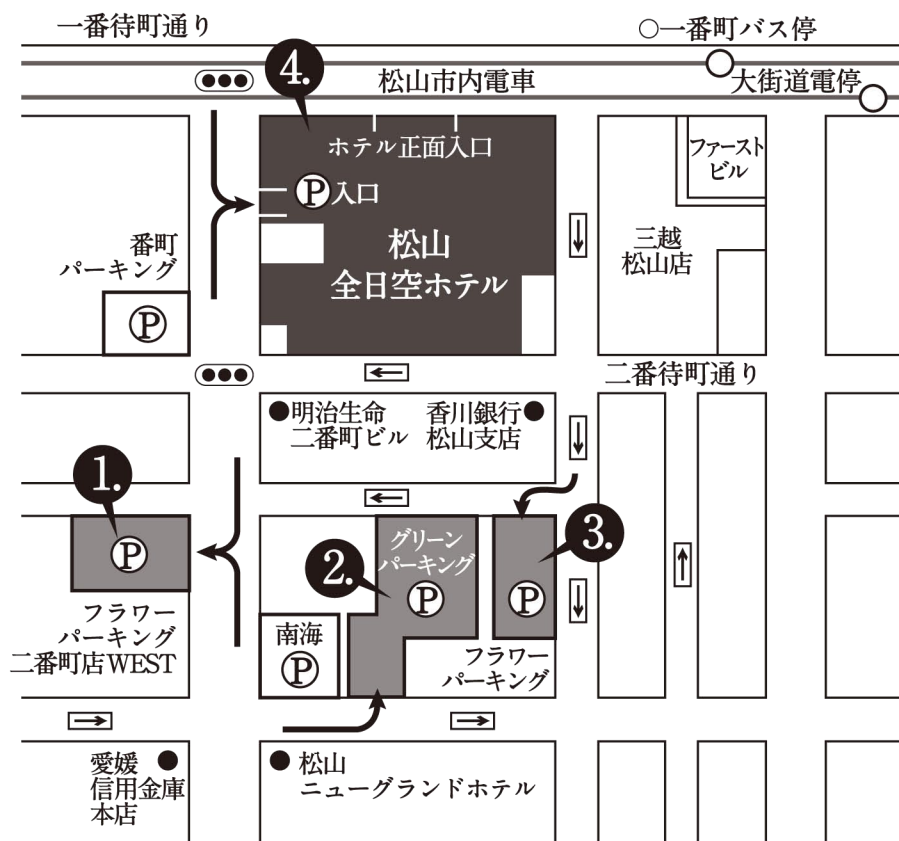 一番待町通り
○一番町バス停
松山市内電車
大街道電停
4.
ホテル正面入口
P入口
松山
全日空ホテル
ファースト
ビル
三越
松山店
番町
パーキング
P
二番待町通り
明治生命
二番町ビル
香川銀行
松山支店
1.
P
フラワー
パーキング
二番町店WEST
2.
グリーン
パーキング
P
3.
P
フラワー
パーキング
南海
P
愛媛
信用金庫
本店
松山
ニューグランドホテル